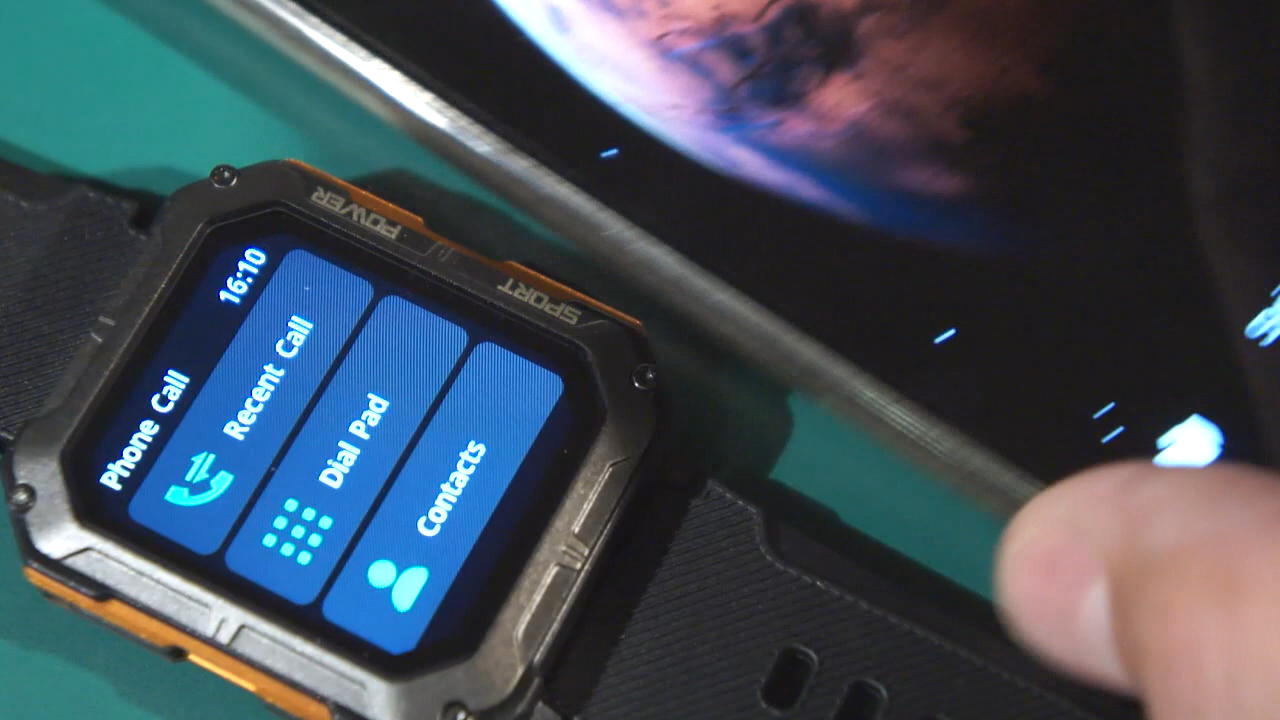 Phone Call
16:10
Recent Call
Dial Pad
Contacts
POWER
SPORT